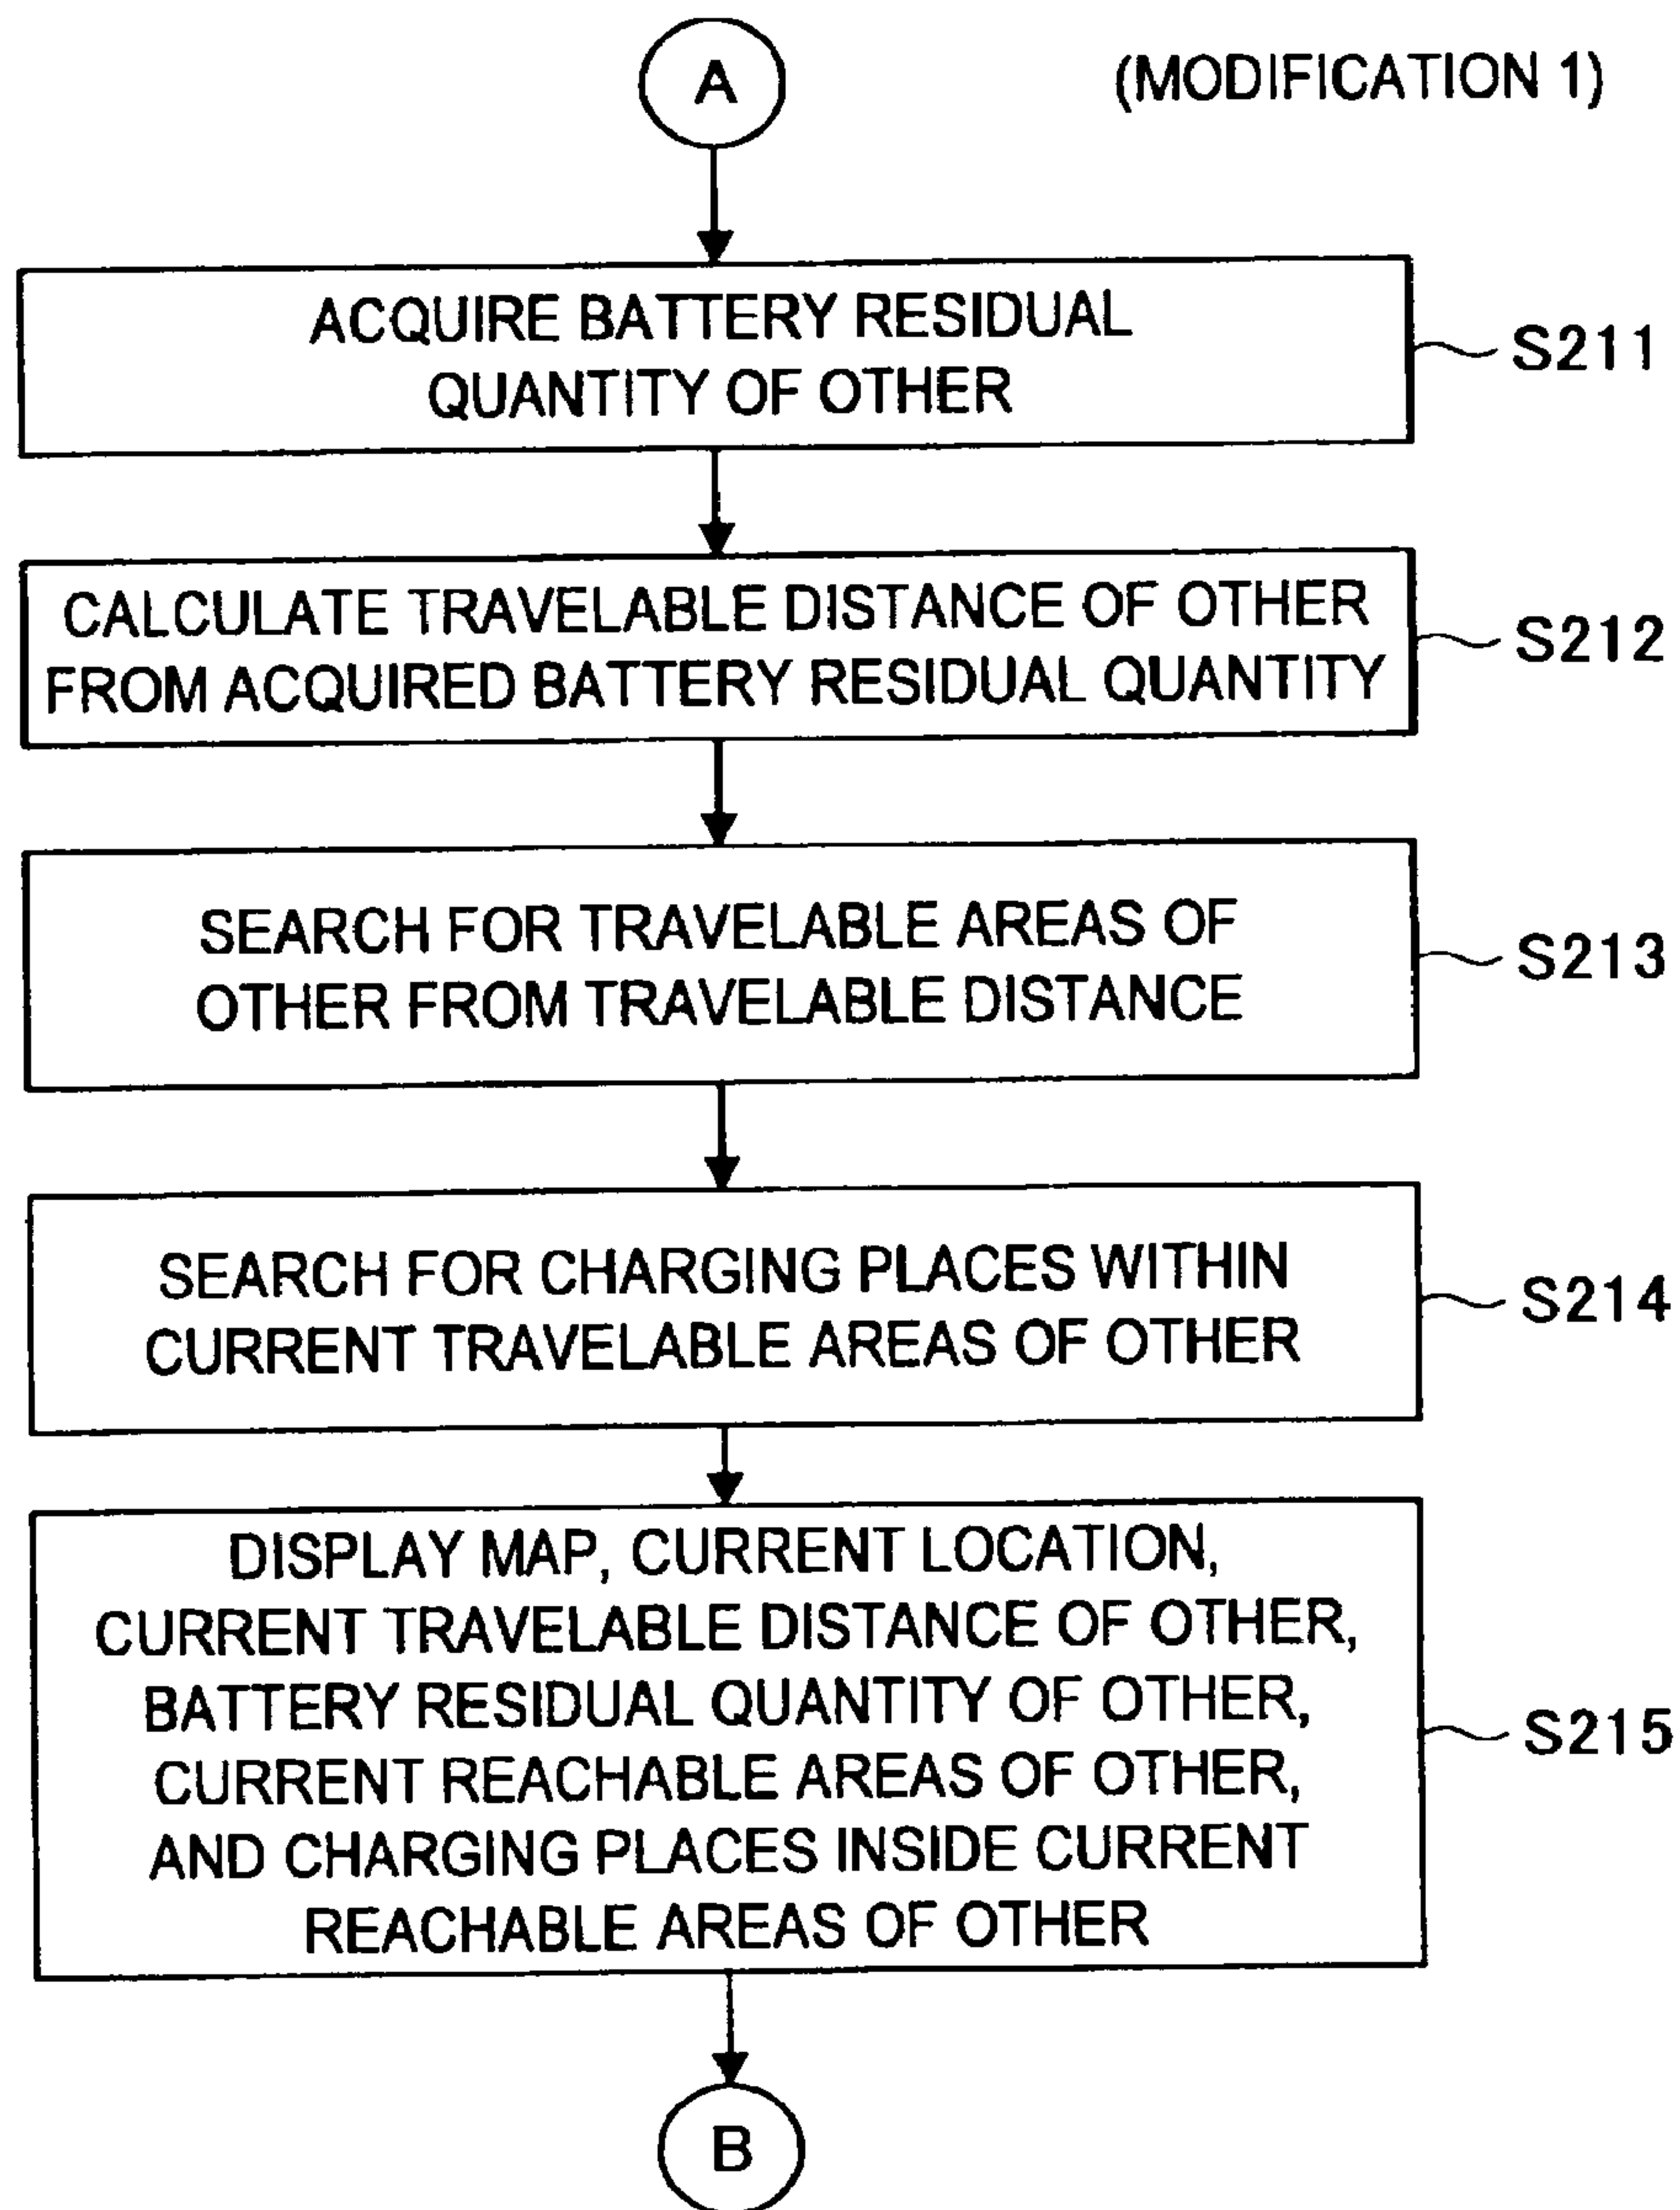 A
(MODIFICATION 1)
ACQUIRE BATTERY RESIDUAL
QUANTITY OF OTHER
S211
CALCULATE TRAVELABLE DISTANCE OF OTHER
FROM ACQUIRED BATTERY RESIDUAL QUANTITY
S212
SEARCH FOR TRAVELABLE AREAS OF
OTHER FROM TRAVELABLE DISTANCE
S213
SEARCH FOR CHARGING PLACES WITHIN
CURRENT TRAVELABLE AREAS OF OTHER
S214
DISPLAY MAP, CURRENT LOCATION,
CURRENT TRAVELABLE DISTANCE OF OTHER,
BATTERY RESIDUAL QUANTITY OF OTHER,
CURRENT REACHABLE AREAS OF OTHER,
AND CHARGING PLACES INSIDE CURRENT
REACHABLE AREAS OF OTHER
S215
B